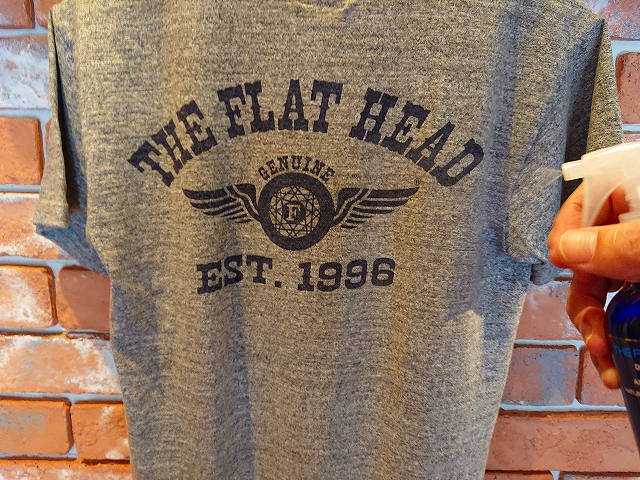 THE FLAT HEAD
GENUINE
F
EST. 1996